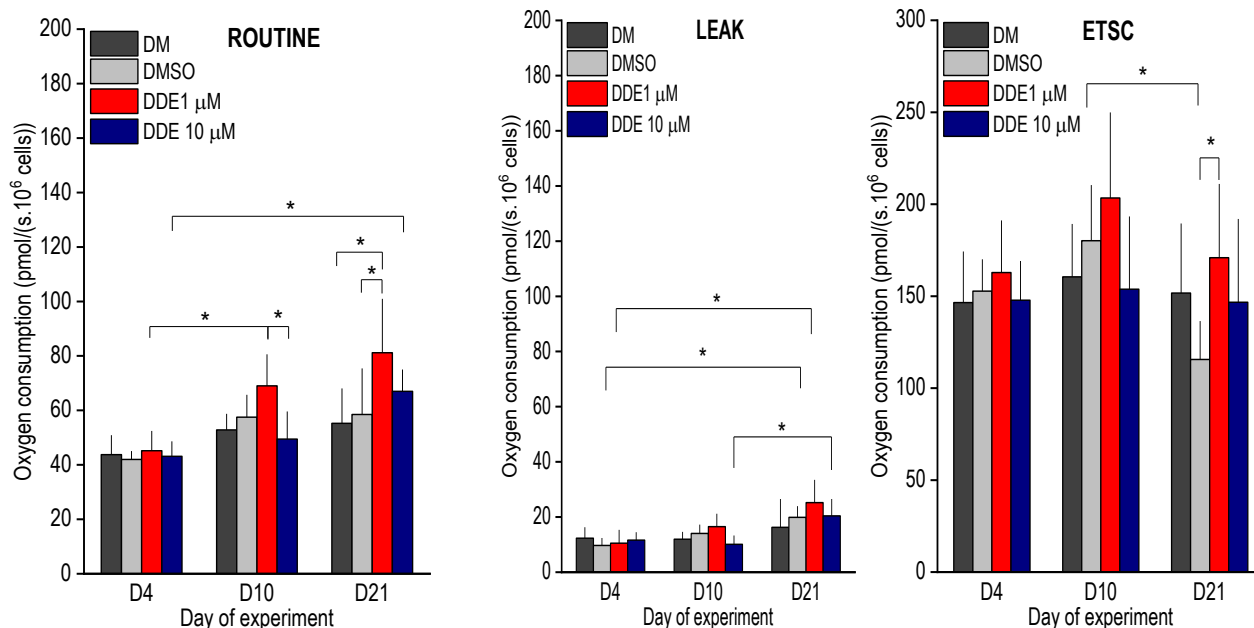 ROUTINE
DM
DMSO
DDE1 μM
DDE 10 μM
Oxygen consumption (pmol/(s.10⁶ cells))
200
180
160
140
120
100
80
60
40
20
0
*
*
*
*
*
D4 D10 D21
Day of experiment
LEAK
DM
DMSO
DDE1 μM
DDE 10 μM
Oxygen consumption (pmol/(s.10⁶ cells))
200
180
160
140
120
100
80
60
40
20
0
*
*
*
D4 D10 D21
Day of experiment
ETSC
DM
DMSO
DDE1 μM
DDE 10 μM
Oxygen consumption (pmol/(s.10⁶ cells))
300
250
200
150
100
50
0
*
*
D4 D10 D21
Day of experiment